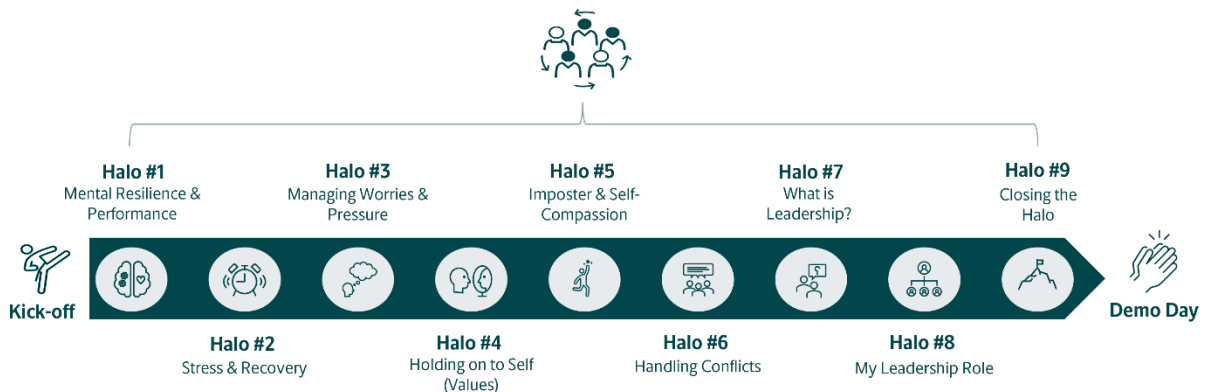 Halo #1
Mental Resilience &
Performance
Halo #3
Managing Worries &
Pressure
Halo #5
Imposter & Self-
Compassion
Halo #7
What is
Leadership?
Halo #9
Closing the
Halo
Kick-off
Demo Day
Halo #2
Stress & Recovery
Halo #4
Holding on to Self
(Values)
Halo #6
Handling Conflicts
Halo #8
My Leadership Role